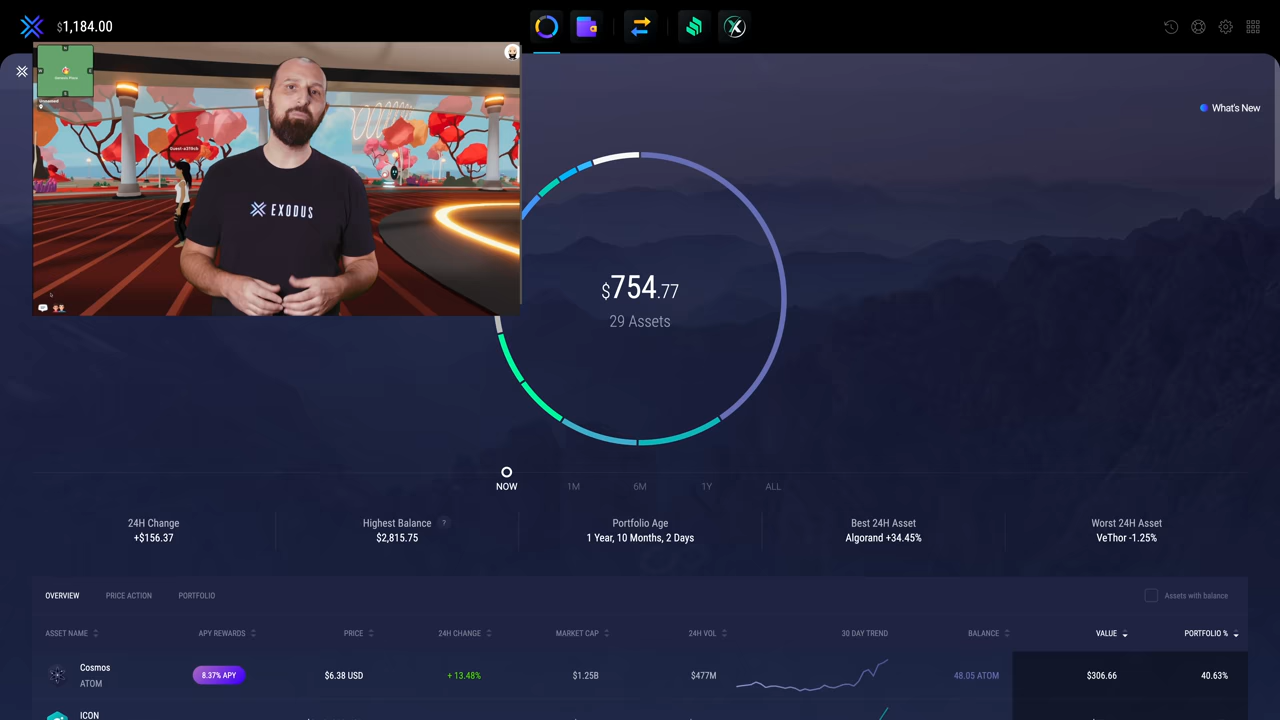 $1,184.00
What's New
N
W
E
S
Guest-a319cb
EXODUS
$754.77
29 Assets
NOW
1M
6M
1Y
ALL
24H Change
+$156.37
Highest Balance ?
$2,815.75
Portfolio Age
1 Year, 10 Months, 2 Days
Best 24H Asset
Algorand +34.45%
Worst 24H Asset
VeThor -1.25%
OVERVIEW
PRICE ACTION
PORTFOLIO
Assets with balance
ASSET NAME
APY REWARDS
PRICE
24H CHANGE
MARKET CAP
24H VOL
30 DAY TREND
BALANCE
VALUE
PORTFOLIO %
Cosmos
ATOM
8.37% APY
$6.38 USD
+ 13.48%
$1.25B
$477M
48.05 ATOM
$306.66
40.63%
ICON